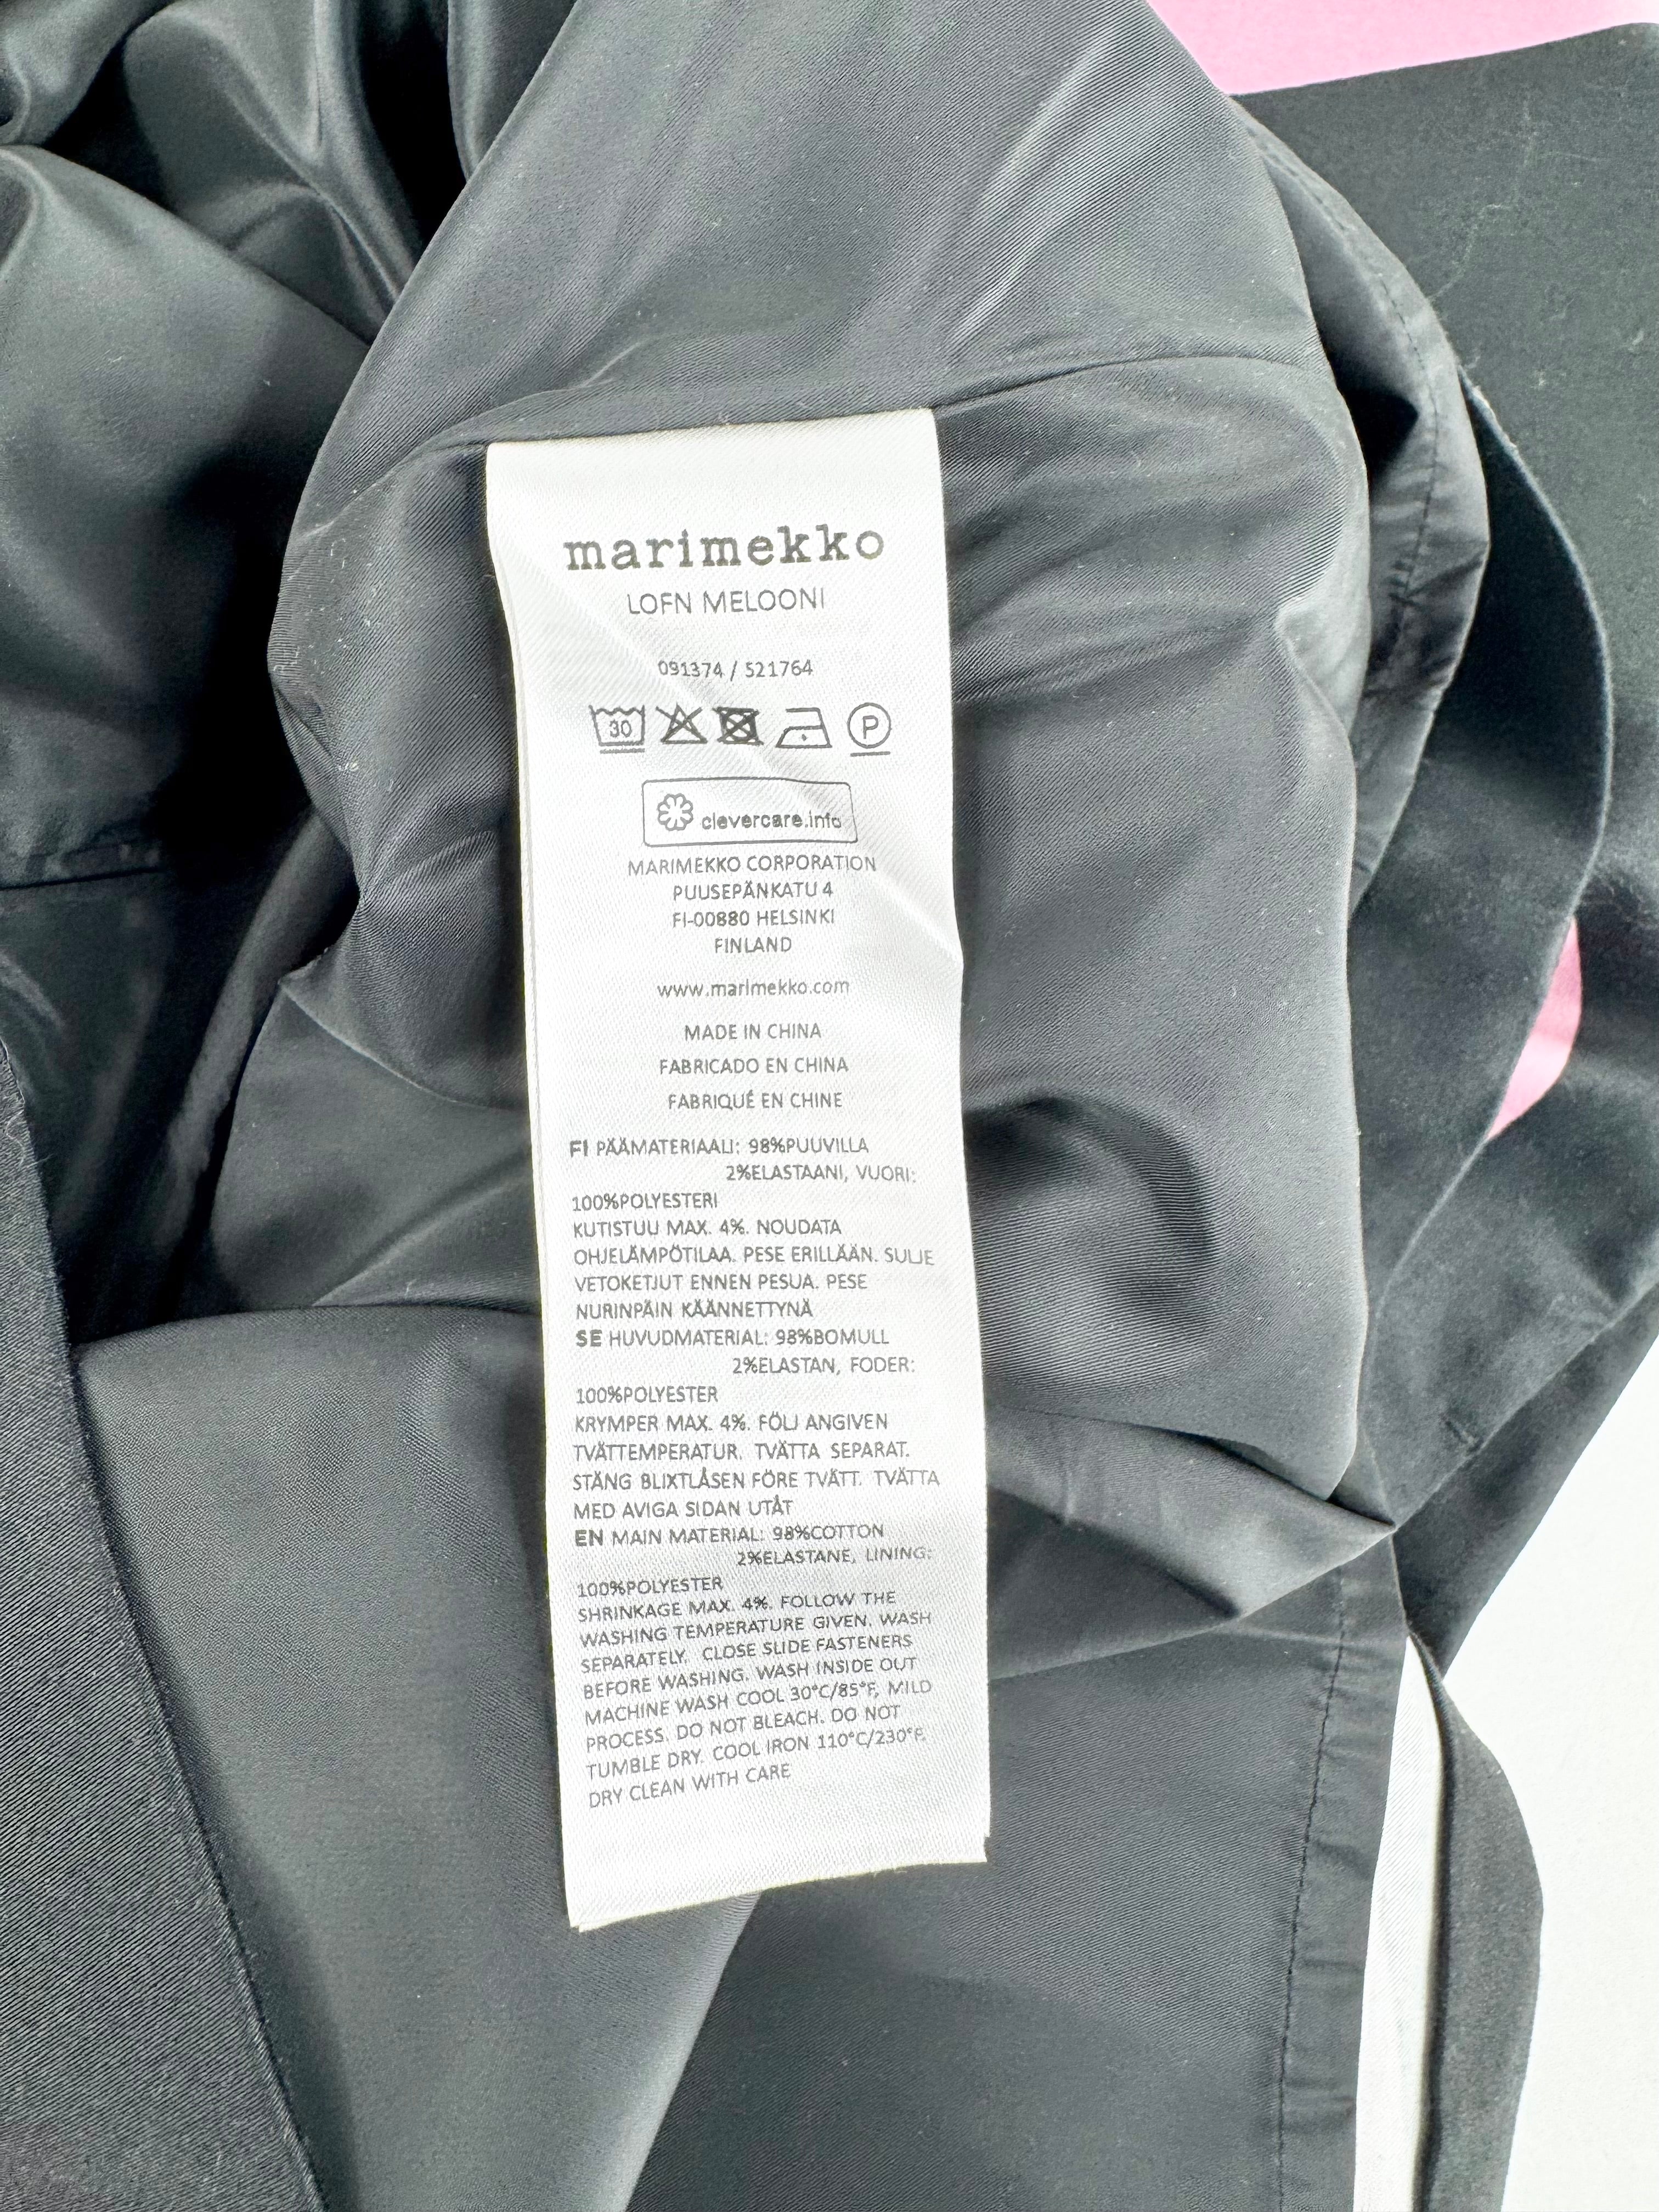 marimekko
LOFN MELOONI
091374 / 521764
30 P
clevercare.info
MARIMEKKO CORPORATION
PUUSEPÄNKATU 4
FI-00880 HELSINKI
FINLAND
www.marimekko.com
MADE IN CHINA
FABRICADO EN CHINA
FABRIQUÉ EN CHINE
FI PÄÄMATERIAALI: 98%PUUVILLA
2%ELASTAANI, VUORI:
100%POLYESTERI
KUTISTUU MAX. 4%. NOUDATA
OHJELÄMPÖTILAA. PESE ERILLÄÄN. SULJE
VETOKETJUT ENNEN PESUA. PESE
NURINPÄIN KÄÄNNETTYNÄ
SE HUVUDMATERIAL: 98%BOMULL
2%ELASTAN, FODER:
100%POLYESTER
KRYMPER MAX. 4%. FÖLJ ANGIVEN
TVÄTTEMPERATUR. TVÄTTA SEPARAT.
STÄNG BLIXTLÅSEN FÖRE TVÄTT. TVÄTTA
MED AVIGA SIDAN UTÅT
EN MAIN MATERIAL: 98%COTTON
2%ELASTANE, LINING:
100%POLYESTER
SHRINKAGE MAX. 4%. FOLLOW THE
WASHING TEMPERATURE GIVEN. WASH
SEPARATELY. CLOSE SLIDE FASTENERS
BEFORE WASHING. WASH INSIDE OUT
MACHINE WASH COOL 30°C/85°F, MILD
PROCESS. DO NOT BLEACH. DO NOT
TUMBLE DRY. COOL IRON 110°C/230°F.
DRY CLEAN WITH CARE